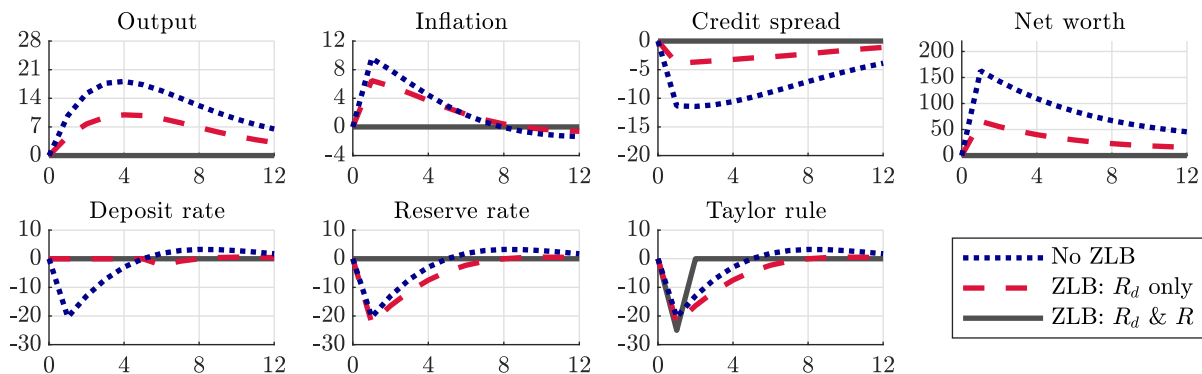 Output
Inflation
Credit spread
Net worth
28
21
14
7
0
0 4 8 12
12
8
4
0
-4
0 4 8 12
0
-5
-10
-15
-20
0 4 8 12
200
150
100
50
0
0 4 8 12
Deposit rate
Reserve rate
Taylor rule
10
0
-10
-20
-30
0 4 8 12
10
0
-10
-20
-30
0 4 8 12
10
0
-10
-20
-30
0 4 8 12
No ZLB
ZLB: R_d only
ZLB: R_d & R